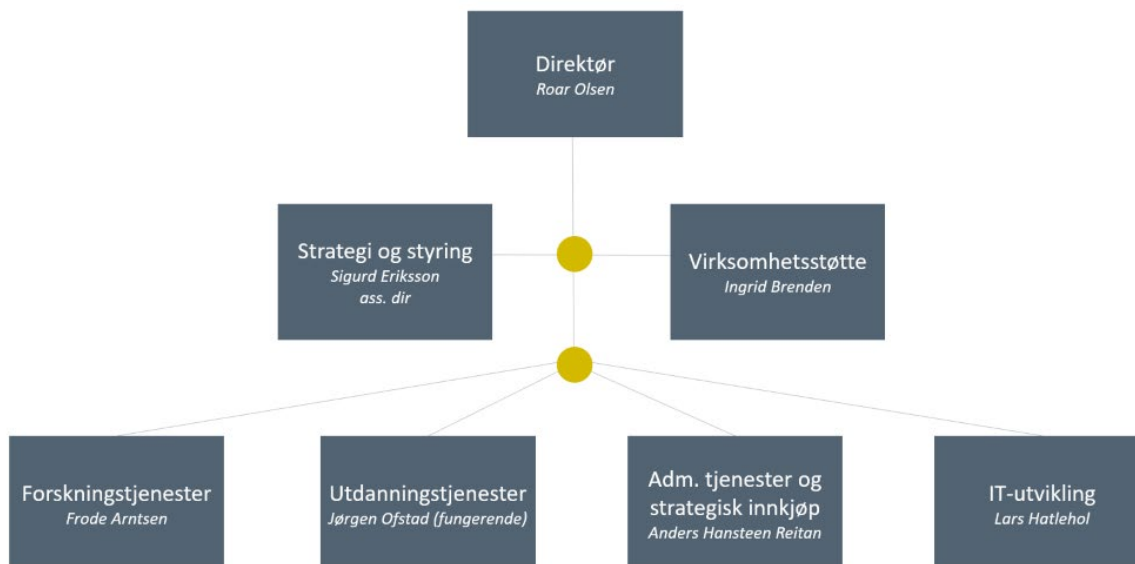 Direktør
Roar Olsen
Strategi og styring
Sigurd Eriksson
ass. dir
Virksomhetsstøtte
Ingrid Brenden
Forskningstjenester
Frode Arntsen
Utdanningstjenester
Jørgen Ofstad (fungerende)
Adm. tjenester og
strategisk innkjøp
Anders Hansteen Reitan
IT-utvikling
Lars Hatlehol